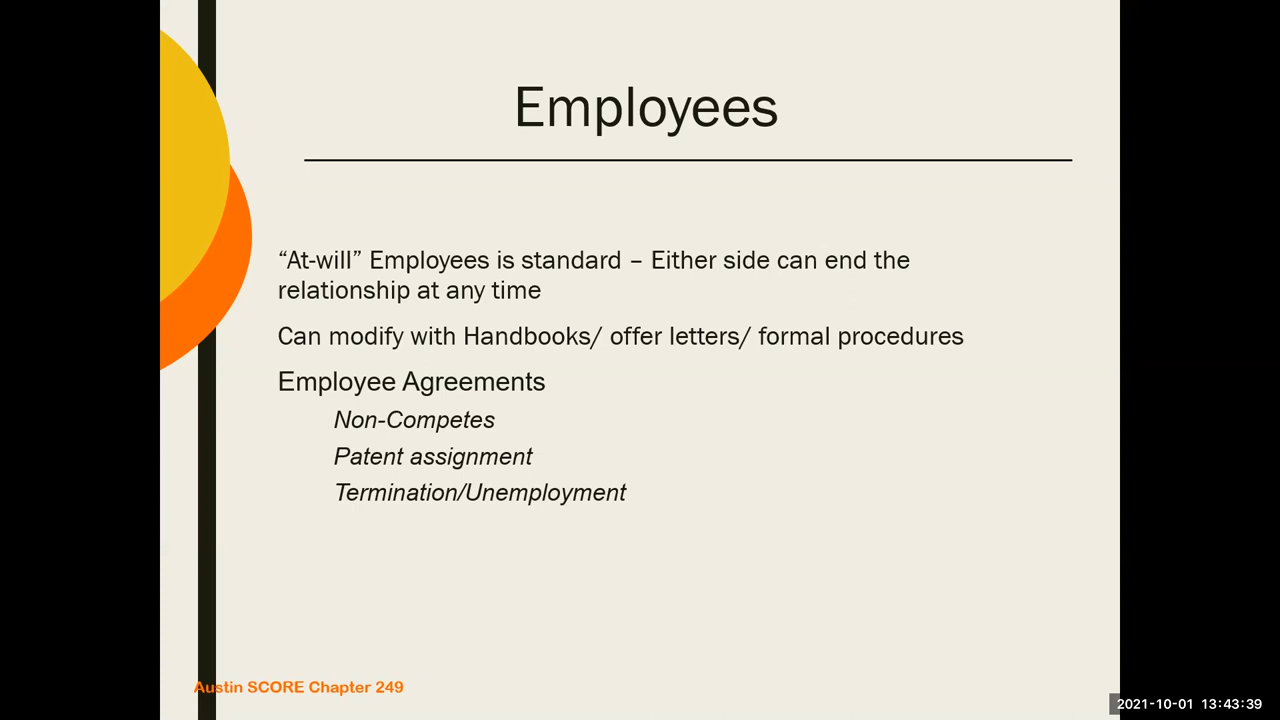 Employees
“At-will” Employees is standard – Either side can end the
relationship at any time
Can modify with Handbooks/ offer letters/ formal procedures
Employee Agreements
Non-Competes
Patent assignment
Termination/Unemployment
Austin SCORE Chapter 249
2021-10-01 13:43:39